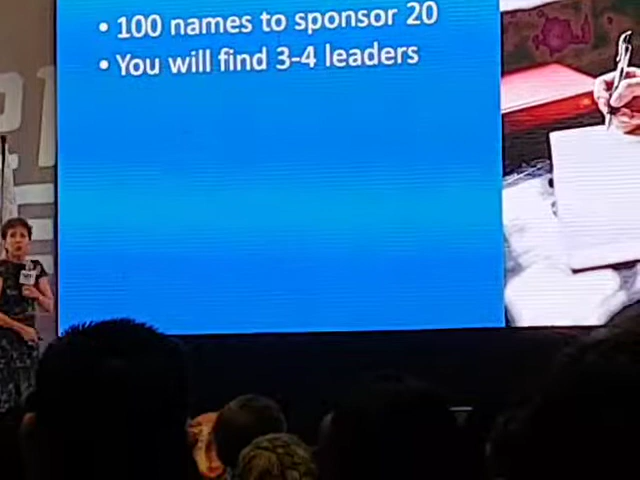 • 100 names to sponsor 20
• You will find 3-4 leaders